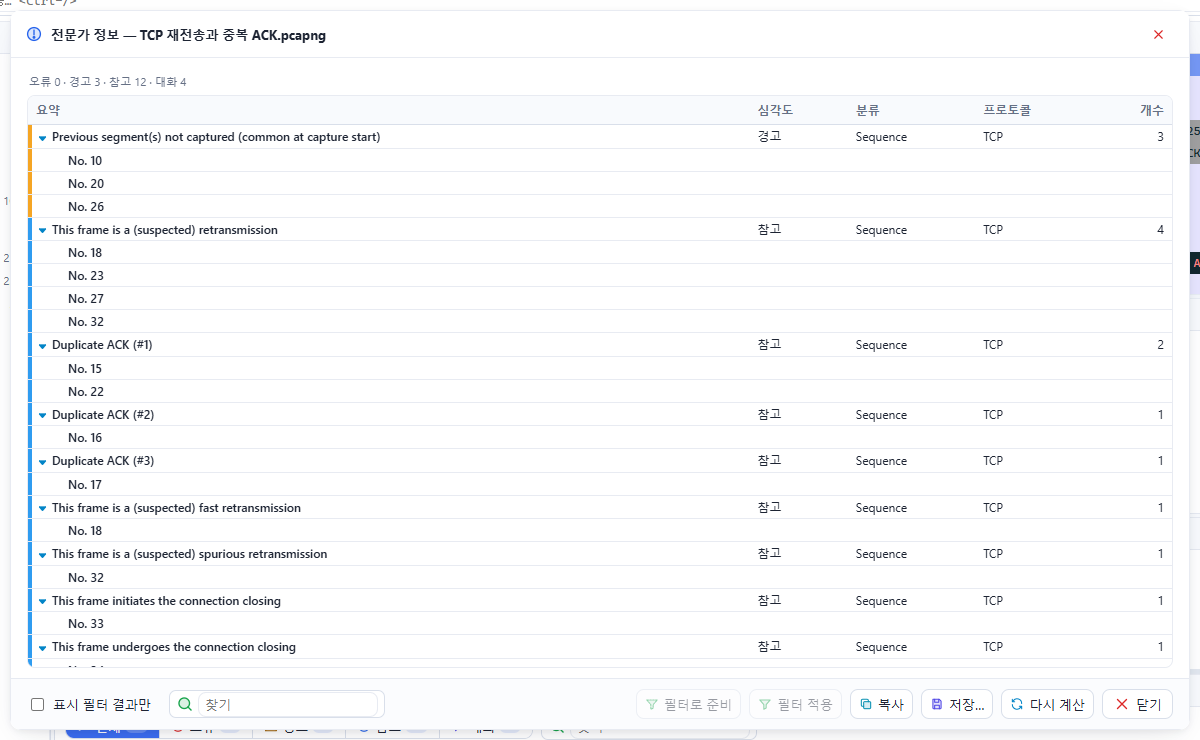 <Ctrl-/>
전문가 정보 — TCP 재전송과 중복 ACK.pcapng
오류 0 · 경고 3 · 참고 12 · 대화 4
요약 심각도 분류 프로토콜 개수
Previous segment(s) not captured (common at capture start) 경고 Sequence TCP 3
No. 10
No. 20
No. 26
This frame is a (suspected) retransmission 참고 Sequence TCP 4
No. 18
No. 23
No. 27
No. 32
Duplicate ACK (#1) 참고 Sequence TCP 2
No. 15
No. 22
Duplicate ACK (#2) 참고 Sequence TCP 1
No. 16
Duplicate ACK (#3) 참고 Sequence TCP 1
No. 17
This frame is a (suspected) fast retransmission 참고 Sequence TCP 1
No. 18
This frame is a (suspected) spurious retransmission 참고 Sequence TCP 1
No. 32
This frame initiates the connection closing 참고 Sequence TCP 1
No. 33
This frame undergoes the connection closing 참고 Sequence TCP 1
표시 필터 결과만 찾기 필터로 준비 필터 적용 복사 저장... 다시 계산 닫기